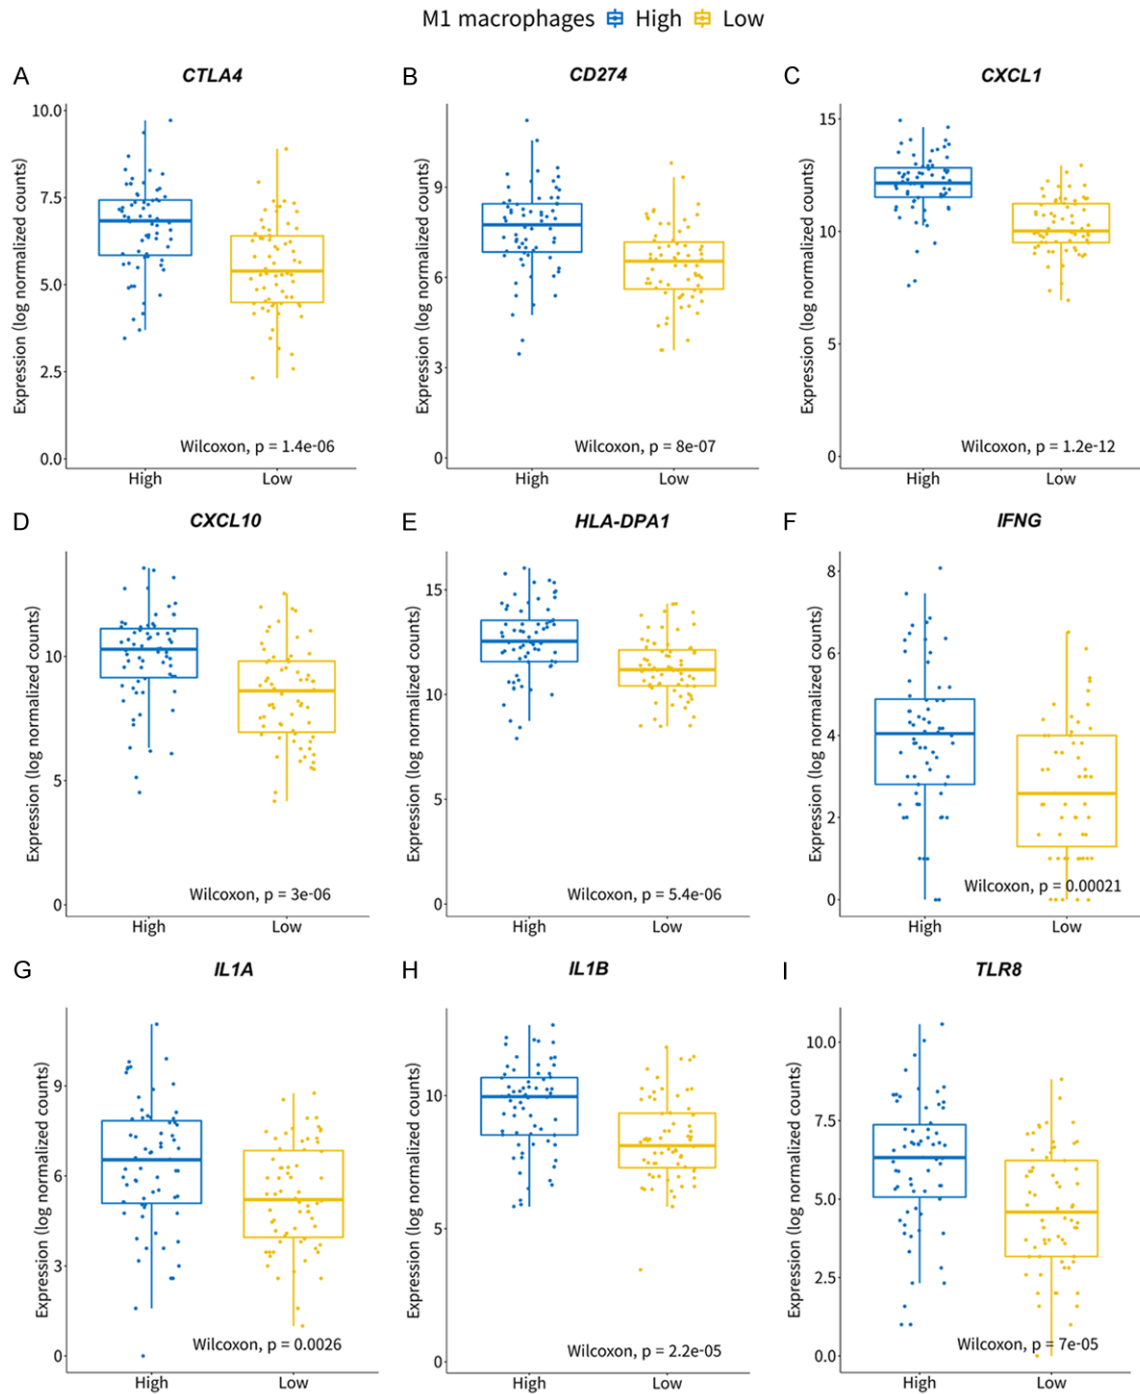 M1 macrophages High Low
A CTLA4
Expression (log normalized counts)
10.0
7.5
5.0
2.5
0.0
Wilcoxon, p = 1.4e-06
High Low
B CD274
Expression (log normalized counts)
9
6
3
0
Wilcoxon, p = 8e-07
High Low
C CXCL1
Expression (log normalized counts)
15
10
5
0
Wilcoxon, p = 1.2e-12
High Low
D CXCL10
Expression (log normalized counts)
10
5
0
Wilcoxon, p = 3e-06
High Low
E HLA-DPA1
Expression (log normalized counts)
15
10
5
0
Wilcoxon, p = 5.4e-06
High Low
F IFNG
Expression (log normalized counts)
8
6
4
2
0
Wilcoxon, p = 0.00021
High Low
G IL1A
Expression (log normalized counts)
9
6
3
0
Wilcoxon, p = 0.0026
High Low
H IL1B
Expression (log normalized counts)
10
5
0
Wilcoxon, p = 2.2e-05
High Low
I TLR8
Expression (log normalized counts)
10.0
7.5
5.0
2.5
0.0
Wilcoxon, p = 7e-05
High Low